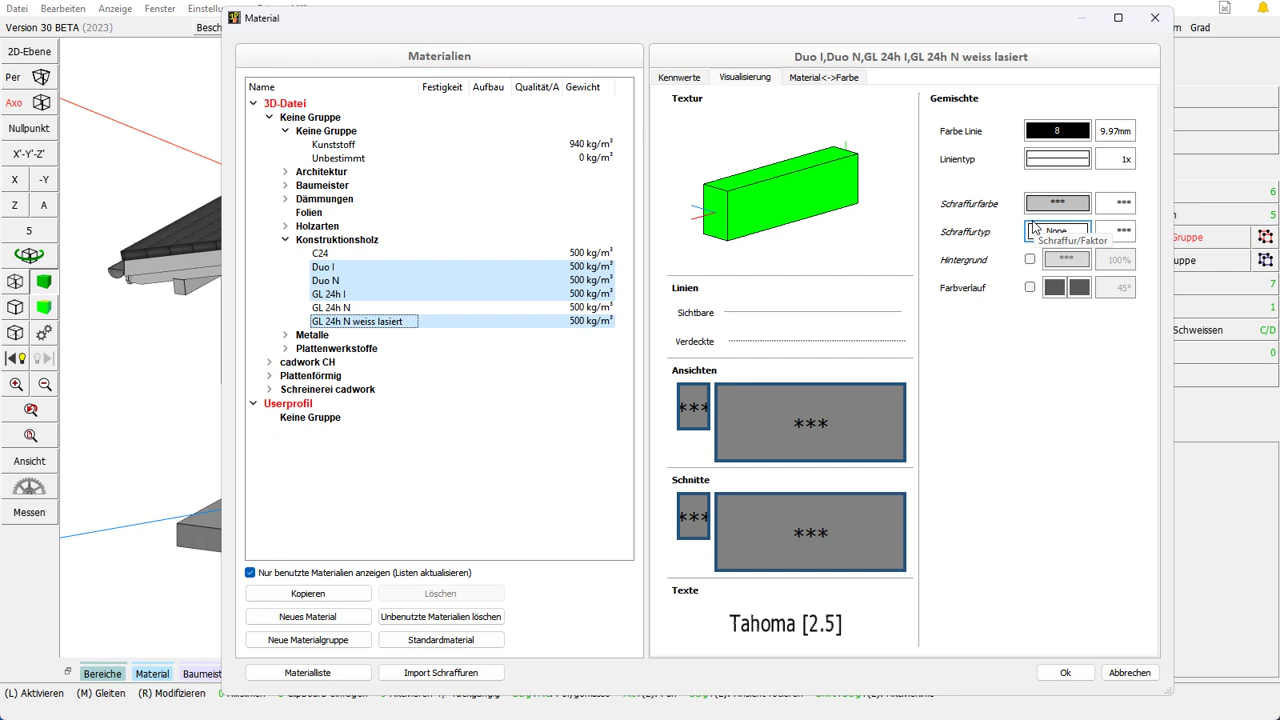 Datei Bearbeiten Anzeige Fenster
Material
Version 30 BETA (2023)
Grad
2D-Ebene
Per
Axo
Nullpunkt
X'-Y'-Z'
X -Y
Z A
5
Ansicht
Messen
Materialien
Name Festigkeit Aufbau Qualität/A Gewicht
3D-Datei
Keine Gruppe
Keine Gruppe
Kunststoff 940 kg/m³
Unbestimmt 0 kg/m³
Architektur
Baumeister
Dämmungen
Folien
Holzarten
Konstruktionsholz
C24 500 kg/m³
Duo I 500 kg/m³
Duo N 500 kg/m³
GL 24h I 500 kg/m³
GL 24h N 500 kg/m³
GL 24h N weiss lasiert 500 kg/m³
Metalle
Plattenwerkstoffe
cadwork CH
Plattenförmig
Schreinerei cadwork
Userprofil
Keine Gruppe
Nur benutzte Materialien anzeigen (Listen aktualisieren)
Kopieren Löschen
Neues Material Unbenutzte Materialien löschen
Neue Materialgruppe Standardmaterial
Materialliste Import Schraffuren
Duo I,Duo N,GL 24h I,GL 24h N weiss lasiert
Kennwerte Visualisierung Material<->Farbe
Textur
Linien
Sichtbare
Verdeckte
Ansichten
*** ***
Schnitte
*** ***
Texte
Tahoma [2.5]
Gemischte
Farbe Linie 8 9.97mm
Linientyp 1x
Schraffurfarbe *** ***
Schraffurtyp None ***
Schraffur/Faktor
Hintergrund *** 100%
Farbverlauf 45°
Ok Abbrechen
6
5
Gruppe
7
1
Schweissen C/D
0
Bereiche Material
(L) Aktivieren (M) Gleiten (R) Modifizieren